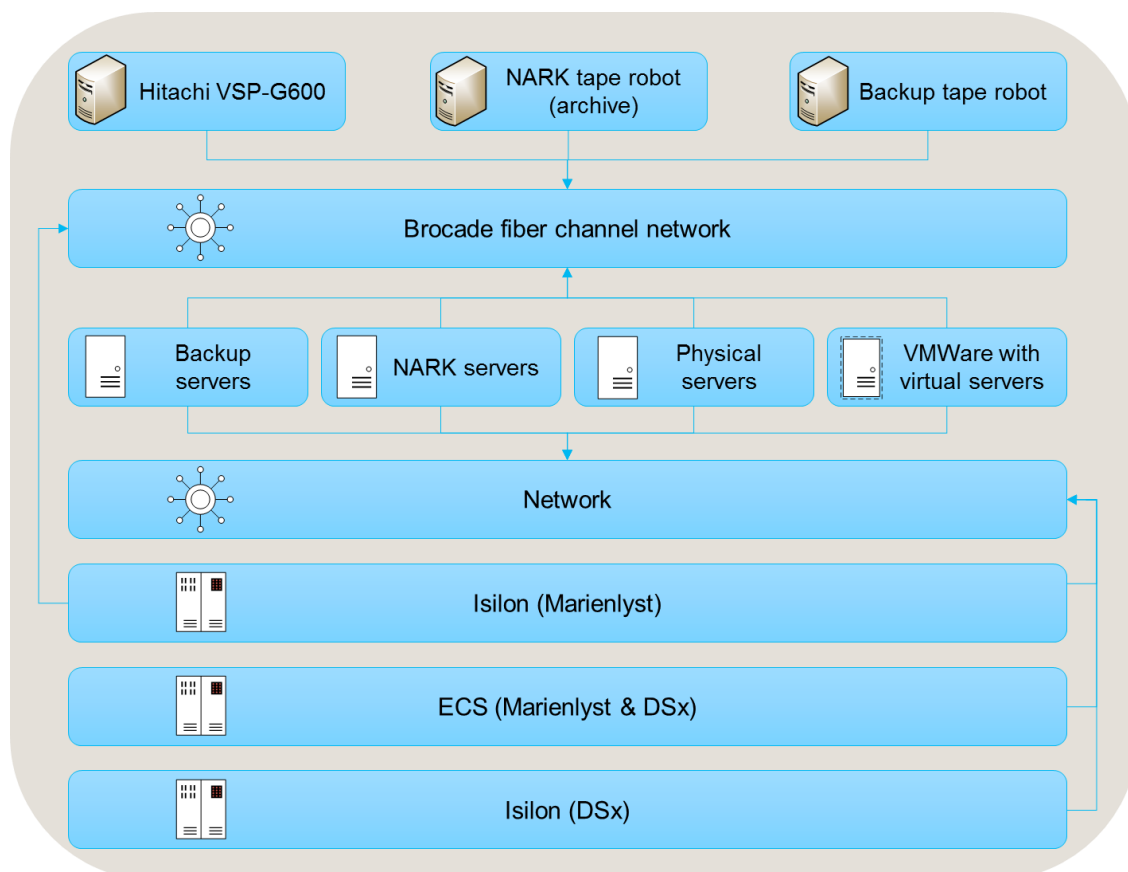 Hitachi VSP-G600
NARK tape robot
(archive)
Backup tape robot
Brocade fiber channel network
Backup
servers
NARK servers
Physical
servers
VMWare with
virtual servers
Network
Isilon (Marienlyst)
ECS (Marienlyst & DSx)
Isilon (DSx)